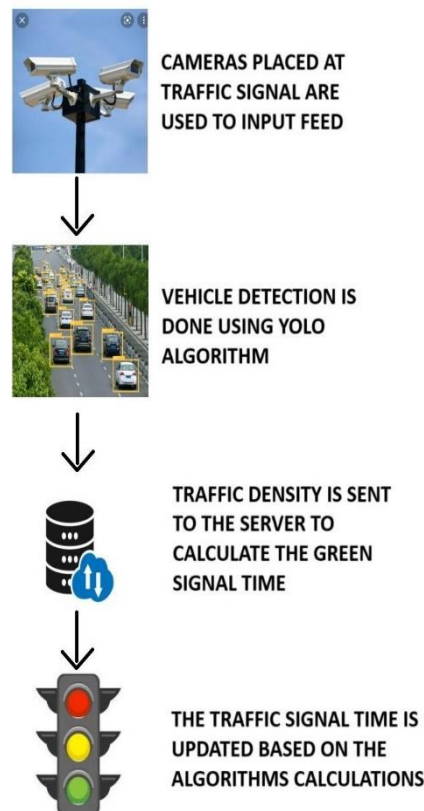 CAMERAS PLACED AT
TRAFFIC SIGNAL ARE
USED TO INPUT FEED
VEHICLE DETECTION IS
DONE USING YOLO
ALGORITHM
TRAFFIC DENSITY IS SENT
TO THE SERVER TO
CALCULATE THE GREEN
SIGNAL TIME
THE TRAFFIC SIGNAL TIME IS
UPDATED BASED ON THE
ALGORITHMS CALCULATIONS